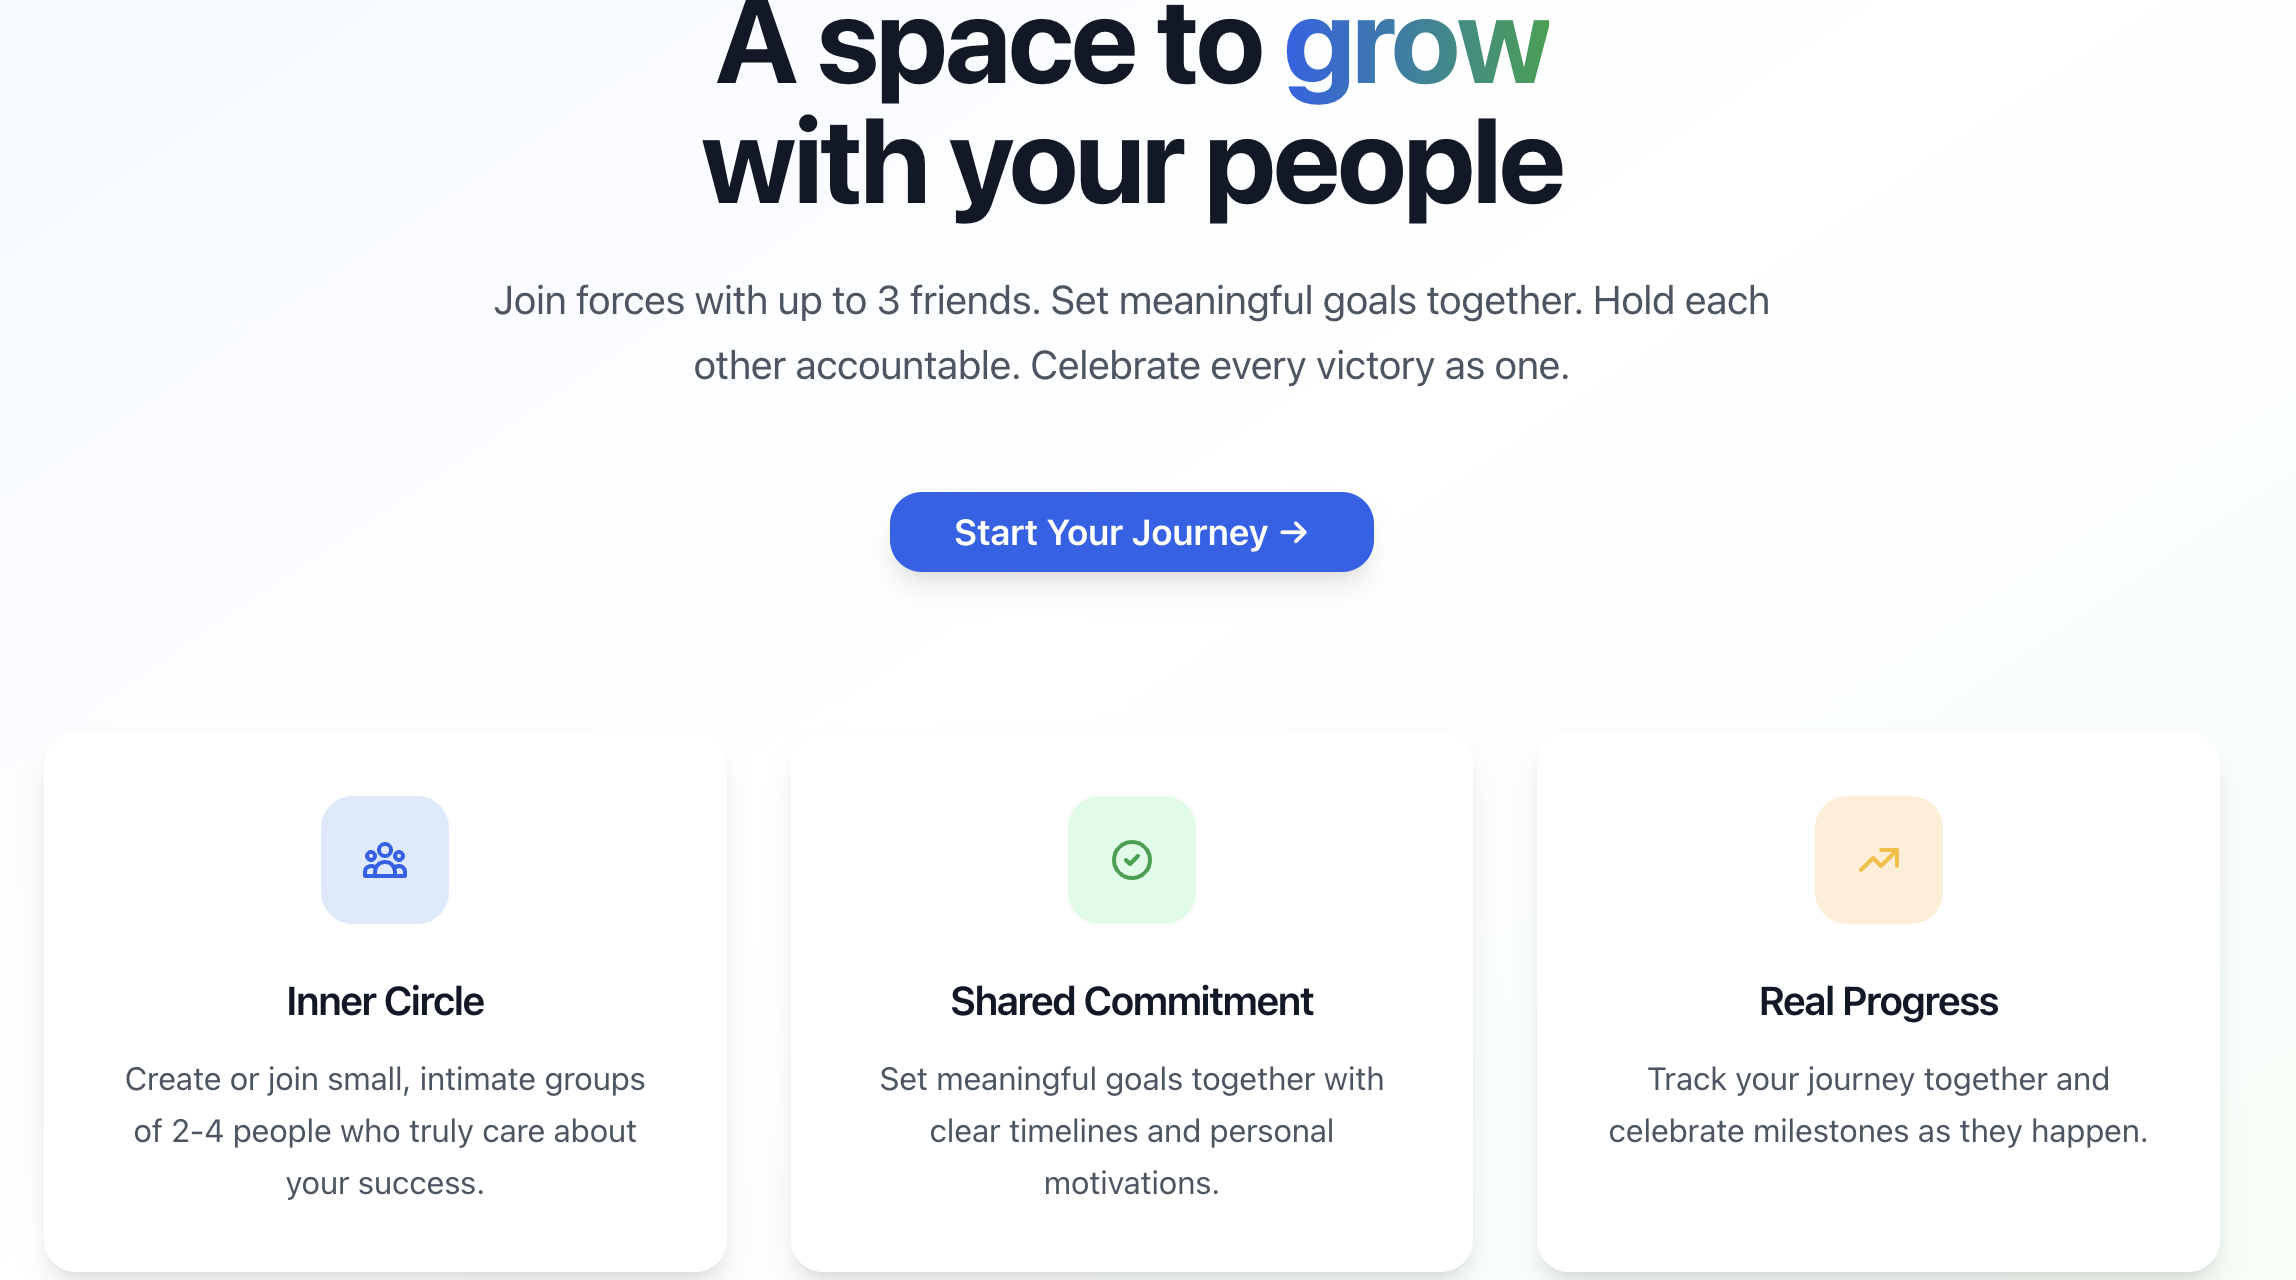 A space to grow
with your people
Join forces with up to 3 friends. Set meaningful goals together. Hold each
other accountable. Celebrate every victory as one.
Start Your Journey →
Inner Circle
Create or join small, intimate groups
of 2-4 people who truly care about
your success.
Shared Commitment
Set meaningful goals together with
clear timelines and personal
motivations.
Real Progress
Track your journey together and
celebrate milestones as they happen.